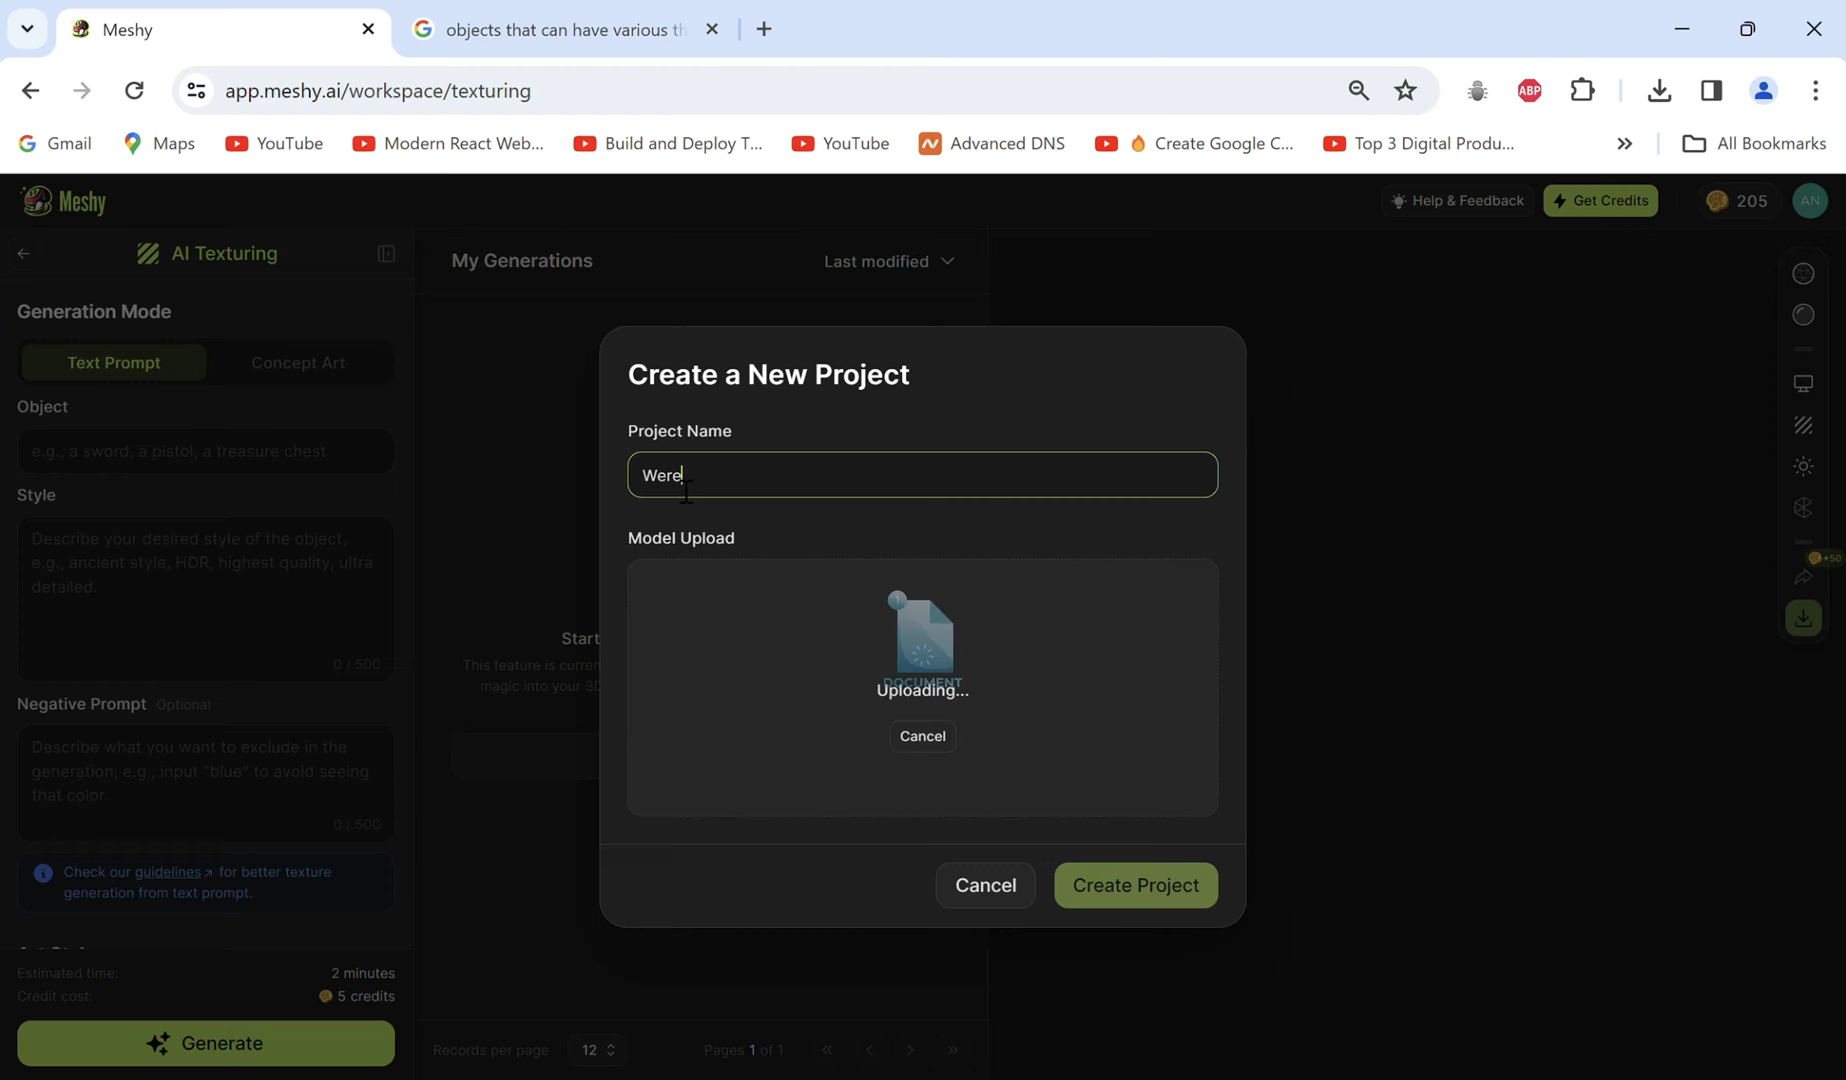 Meshy
objects that can have various th
app.meshy.ai/workspace/texturing
ABP
Gmail
Maps
YouTube
Modern React Web...
Build and Deploy T...
YouTube
Advanced DNS
Create Google C...
Top 3 Digital Produ...
All Bookmarks
Meshy
Help & Feedback
Get Credits
205
AN
AI Texturing
My Generations
Last modified
Generation Mode
Text Prompt
Concept Art
Object
e.g., a sword, a pistol, a treasure chest
Style
Describe your desired style of the object,
e.g., ancient style, HDR, highest quality, ultra
detailed.
0 / 500
Negative Prompt Optional
Describe what you want to exclude in the
generation; e.g., input "blue" to avoid seeing
that color.
0 / 500
Check our guidelines for better texture
generation from text prompt.
Estimated time:
2 minutes
Credit cost:
5 credits
Generate
Start
This feature is curren
magic into your 3D
Create a New Project
Project Name
Were
Model Upload
DOCUMENT
Uploading...
Cancel
Cancel
Create Project
+50
Records per page
12
Pages 1 of 1